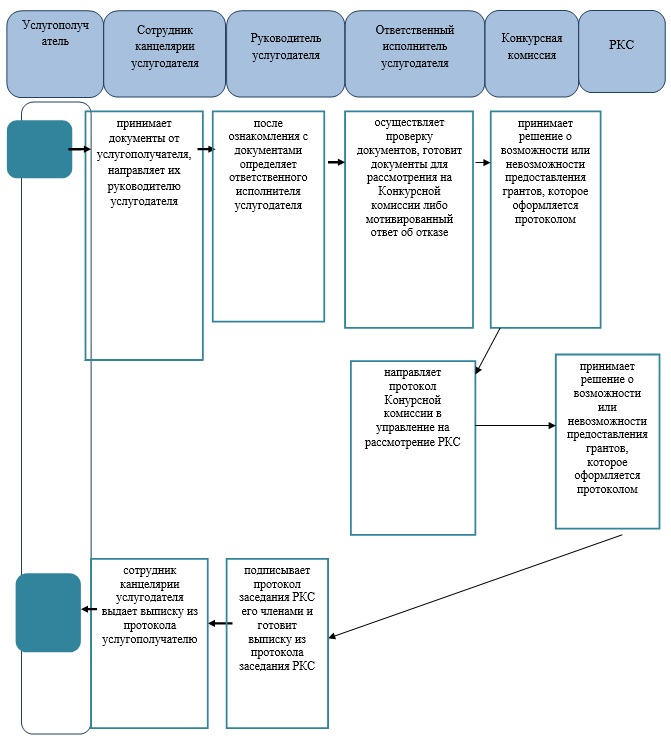 Услугополуч
атель
Сотрудник
канцелярии
услугодателя
Руководитель
услугодателя
Ответственный
исполнитель
услугодателя
Конкурсная
комиссия
РКС
принимает
документы от
услугополучателя,
направляет их
руководителю
услугодателя
после
ознакомления с
документами
определяет
ответственного
исполнителя
услугодателя
осуществляет
проверку
документов, готовит
документы для
рассмотрения на
Конкурсной
комиссии либо
мотивированный
ответ об отказе
принимает
решение о
возможности или
невозможности
предоставления
грантов, которое
оформляется
протоколом
направляет
протокол
Конурсной
комиссии в
управление на
рассмотрение РКС
принимает
решение о
возможности
или
невозможности
предоставления
грантов,
которое
оформляется
протоколом
сотрудник
канцелярии
услугодателя
выдает выписку из
протокола
услугополучателю
подписывает
протокол
заседания РКС
его членами и
готовит
выписку из
протокола
заседания РКС